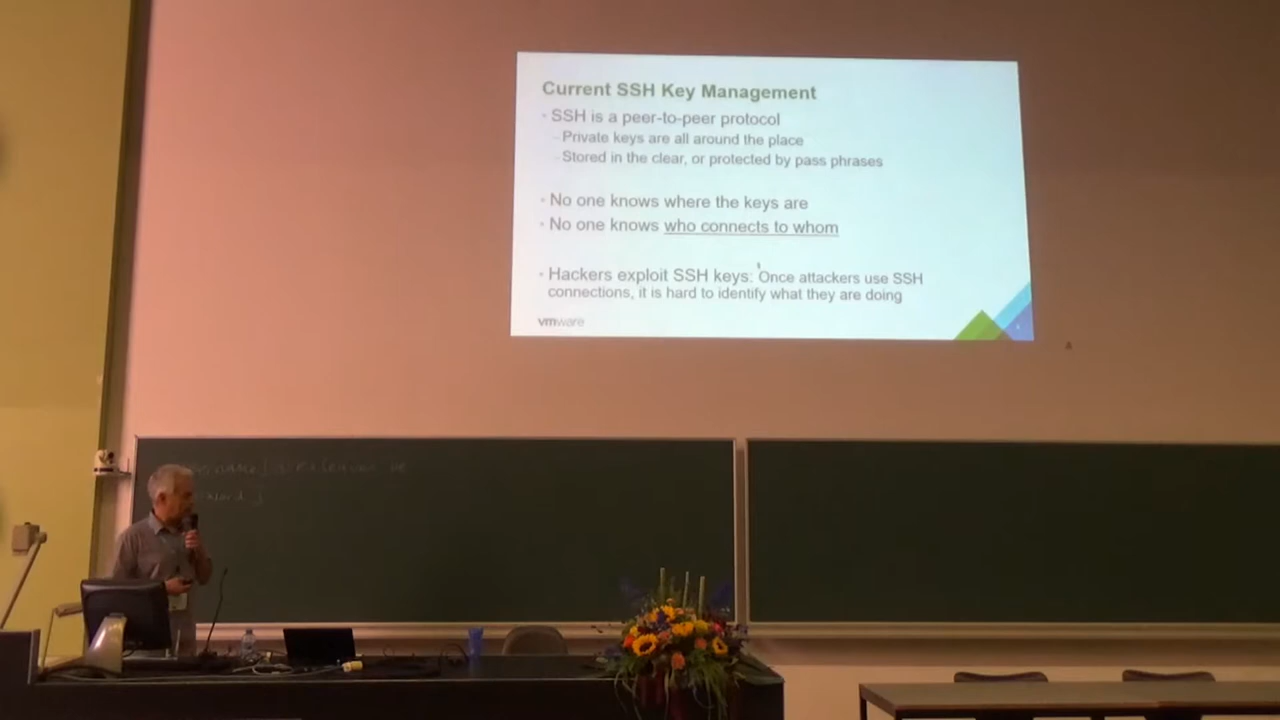 Current SSH Key Management
- SSH is a peer-to-peer protocol
- Private keys are all around the place
- Stored in the clear, or protected by pass phrases
- No one knows where the keys are
- No one knows who connects to whom
- Hackers exploit SSH keys: Once attackers use SSH
connections, it is hard to identify what they are doing
vmware